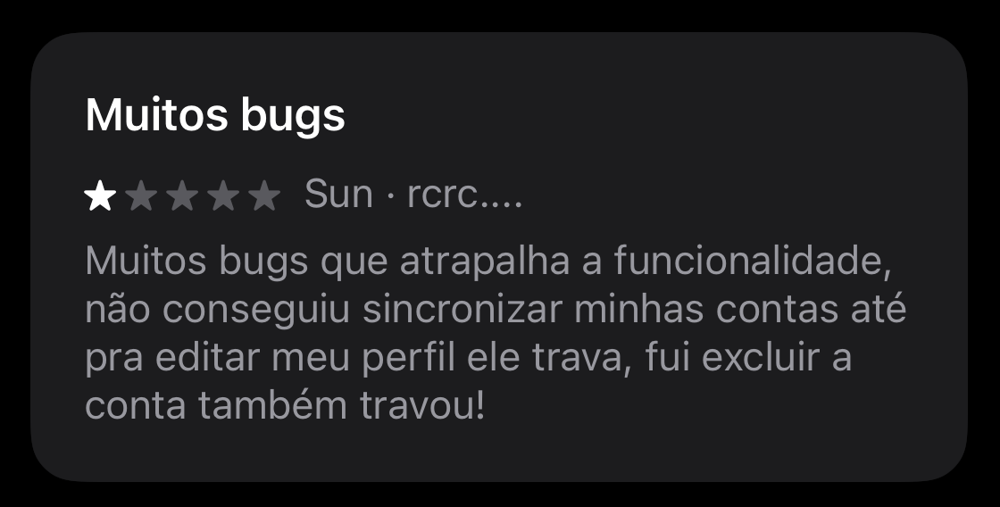 Muitos bugs
Sun · rcrc....
Muitos bugs que atrapalha a funcionalidade,
não conseguiu sincronizar minhas contas até
pra editar meu perfil ele trava, fui excluir a
conta também travou!